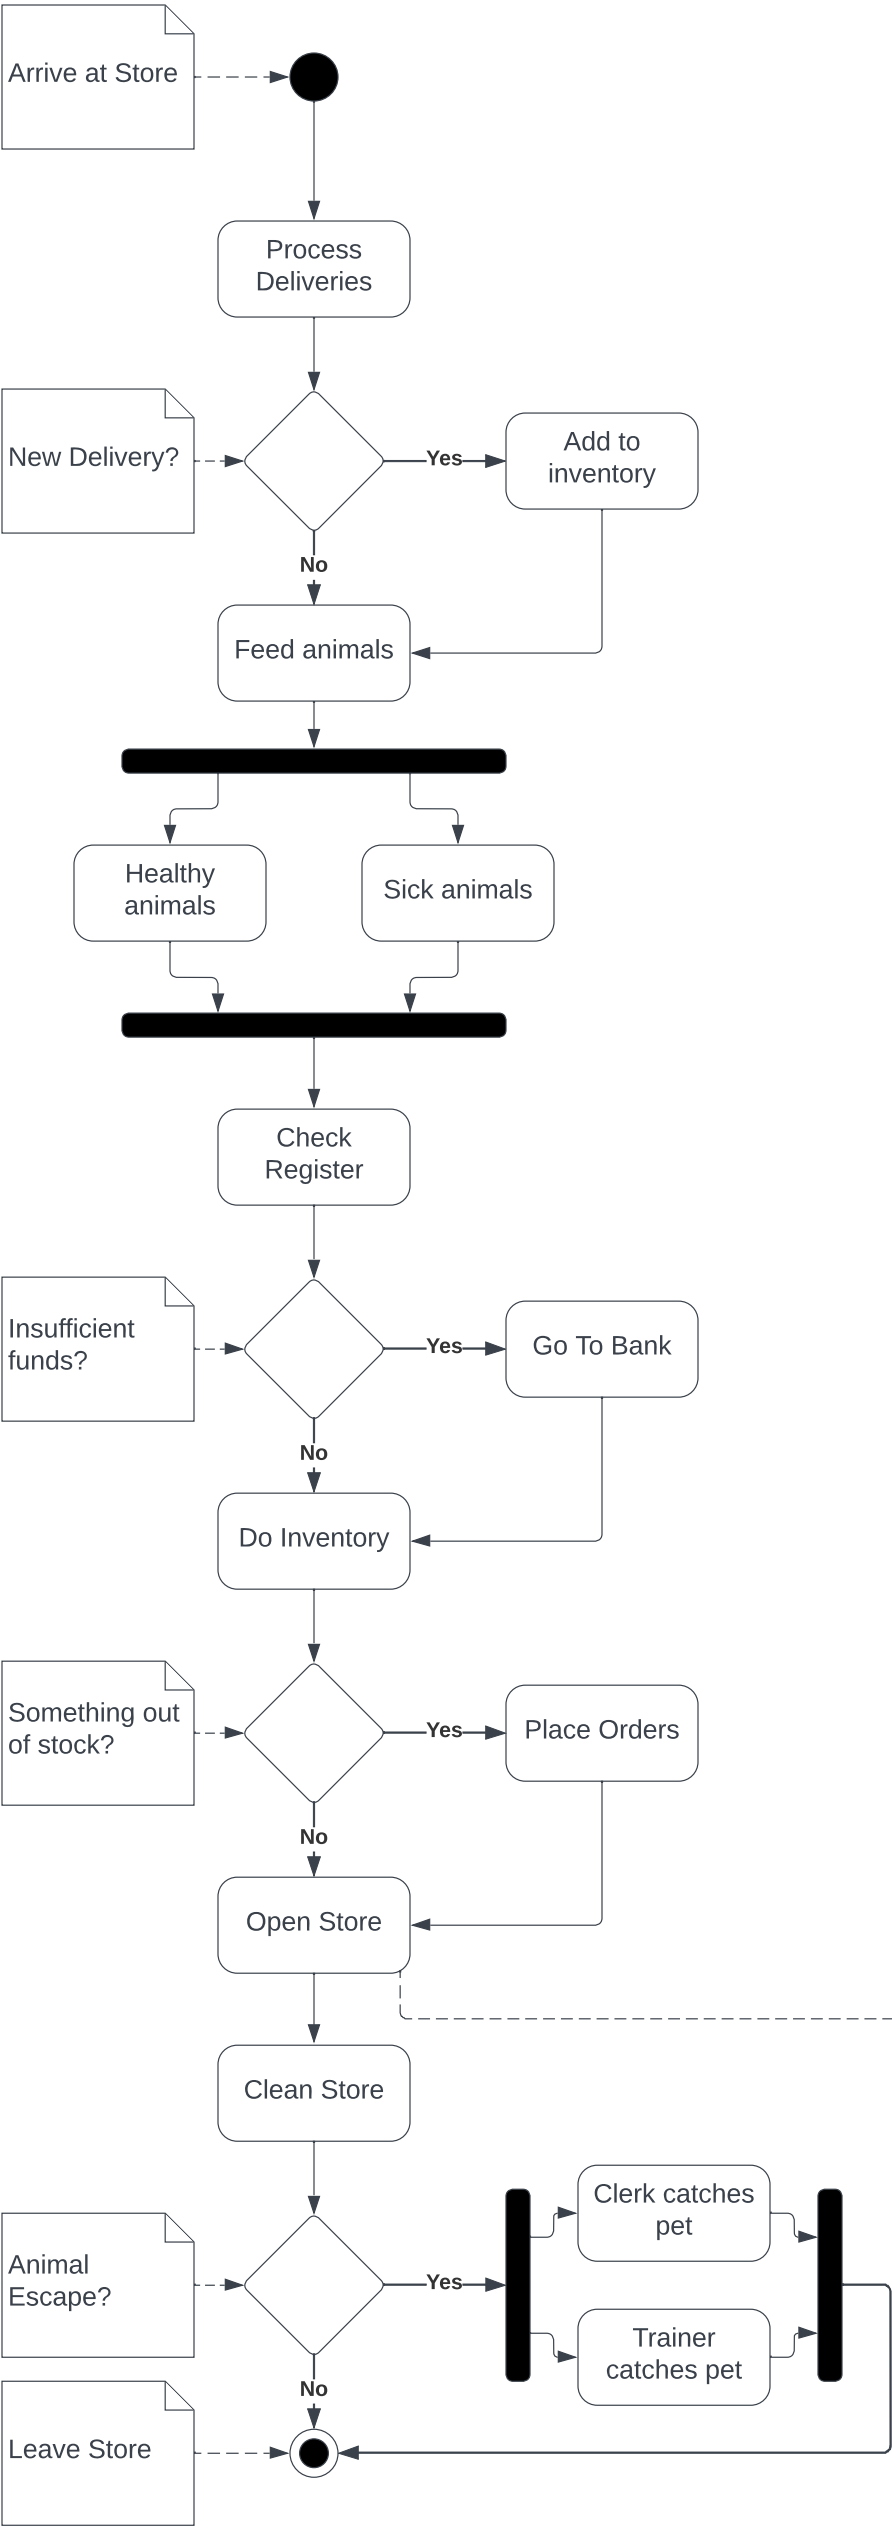 Arrive at Store
Process
Deliveries
New Delivery?
Yes
Add to
inventory
No
Feed animals
Healthy
animals
Sick animals
Check
Register
Insufficient
funds?
Yes
Go To Bank
No
Do Inventory
Something out
of stock?
Yes
Place Orders
No
Open Store
Clean Store
Clerk catches
pet
Animal
Escape?
Yes
Trainer
catches pet
No
Leave Store